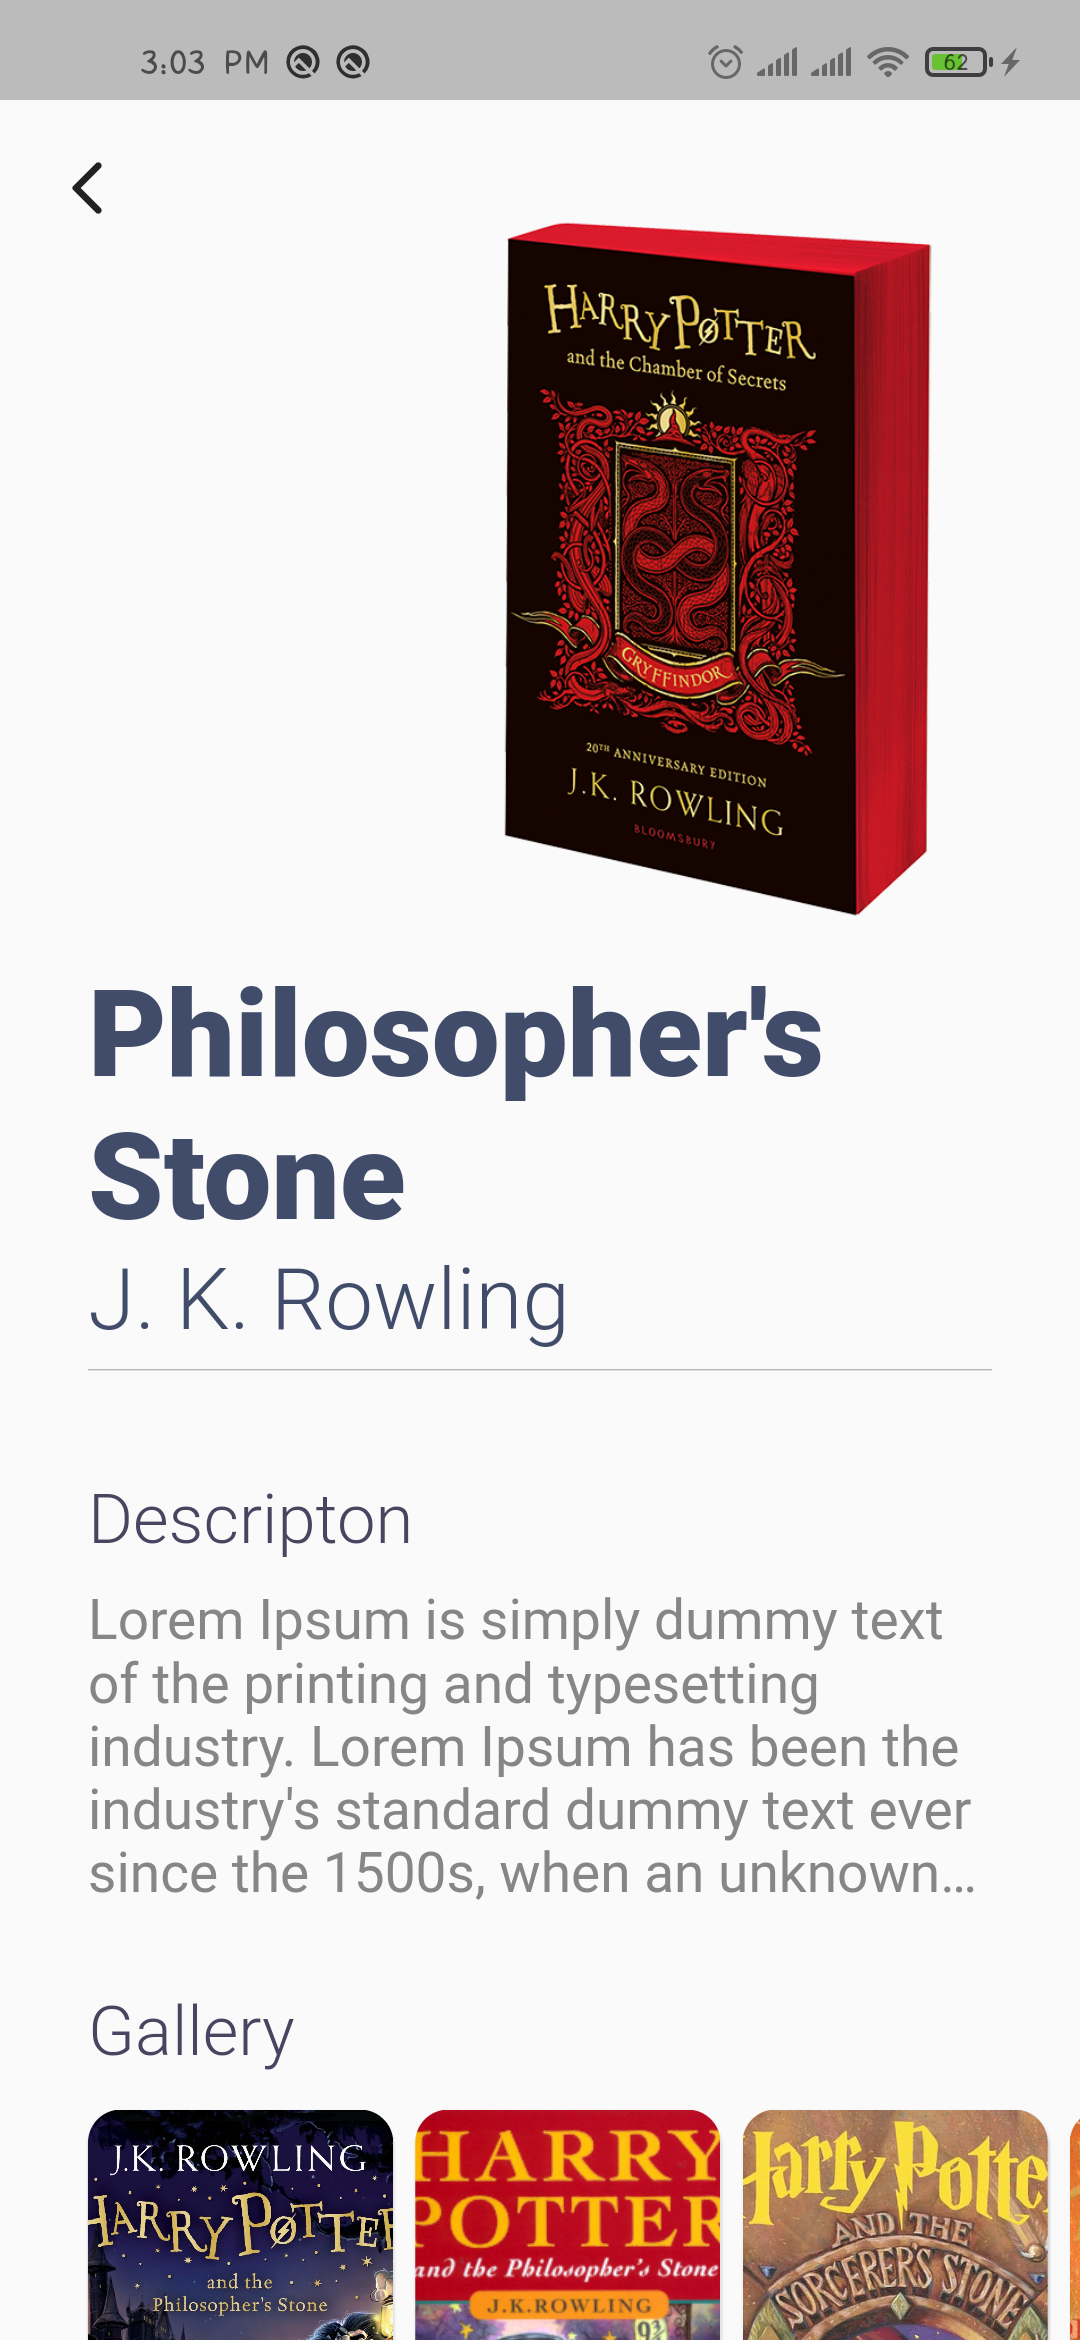 3:03 PM
62
HARRY POTTER
and the Chamber of Secrets
GRYFFINDOR
20TH ANNIVERSARY EDITION
J.K. ROWLING
BLOOMSBURY
Philosopher's
Stone
J. K. Rowling
Descripton
Lorem Ipsum is simply dummy text
of the printing and typesetting
industry. Lorem Ipsum has been the
industry's standard dummy text ever
since the 1500s, when an unknown...
Gallery
J.K. ROWLING
HARRY POTTER
and the
Philosopher's Stone
HARRY
POTTER
and the Philosopher's Stone
J.K.ROWLING
9¾
Harry Potte
AND THE
SORCERER'S STONE